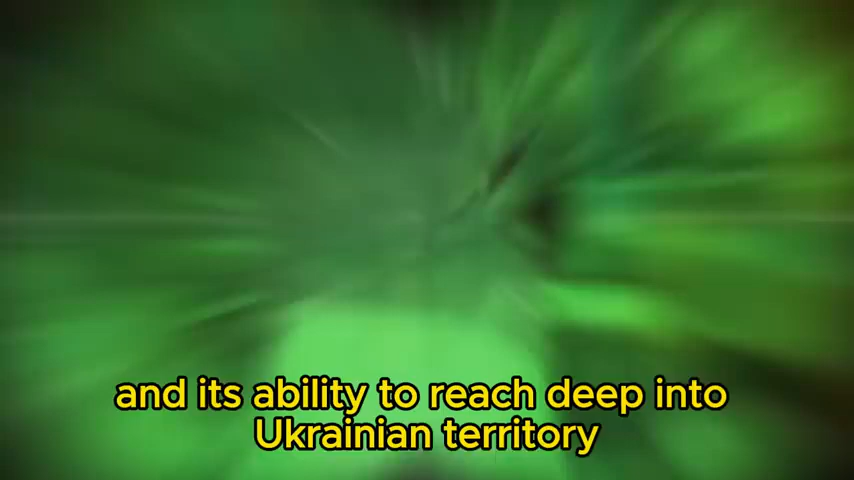 and its ability to reach deep into
Ukrainian territory